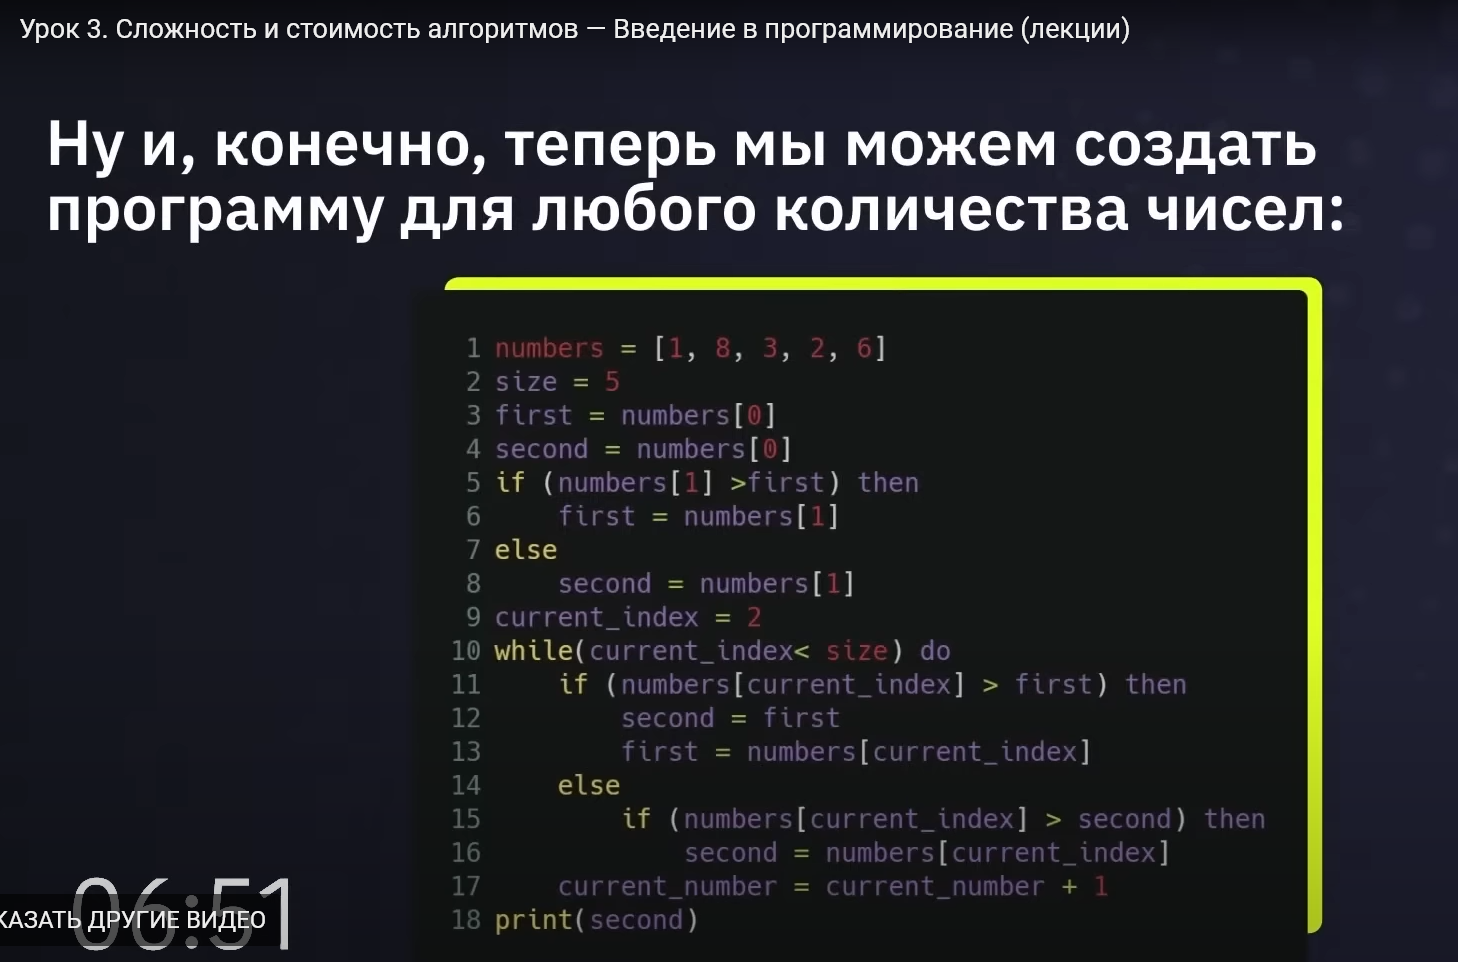 Урок 3. Сложность и стоимость алгоритмов — Введение в программирование (лекции)
Ну и, конечно, теперь мы можем создать
программу для любого количества чисел:
1 numbers = [1, 8, 3, 2, 6]
2 size = 5
3 first = numbers[0]
4 second = numbers[0]
5 if (numbers[1] >first) then
6     first = numbers[1]
7 else
8     second = numbers[1]
9 current_index = 2
10 while(current_index< size) do
11     if (numbers[current_index] > first) then
12         second = first
13         first = numbers[current_index]
14     else
15         if (numbers[current_index] > second) then
16             second = numbers[current_index]
17     current_number = current_number + 1
18 print(second)
06:51
КАЗАТЬ ДРУГИЕ ВИДЕО